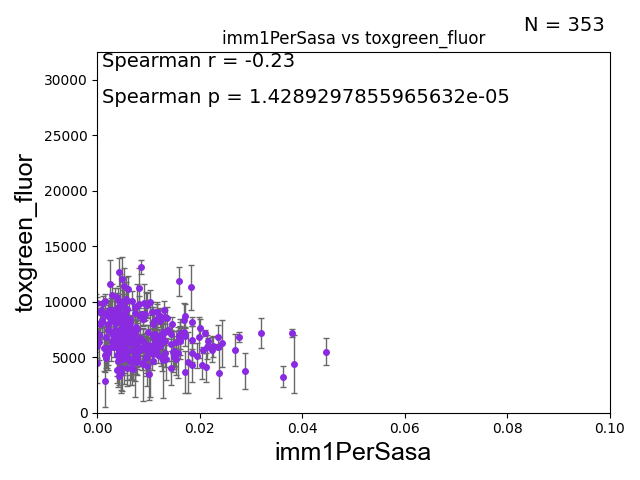 N = 353
imm1PerSasa vs toxgreen_fluor
Spearman r = -0.23
Spearman p = 1.4289297855965632e-05
30000
25000
20000
15000
10000
5000
0
toxgreen_fluor
0.00 0.02 0.04 0.06 0.08 0.10
imm1PerSasa